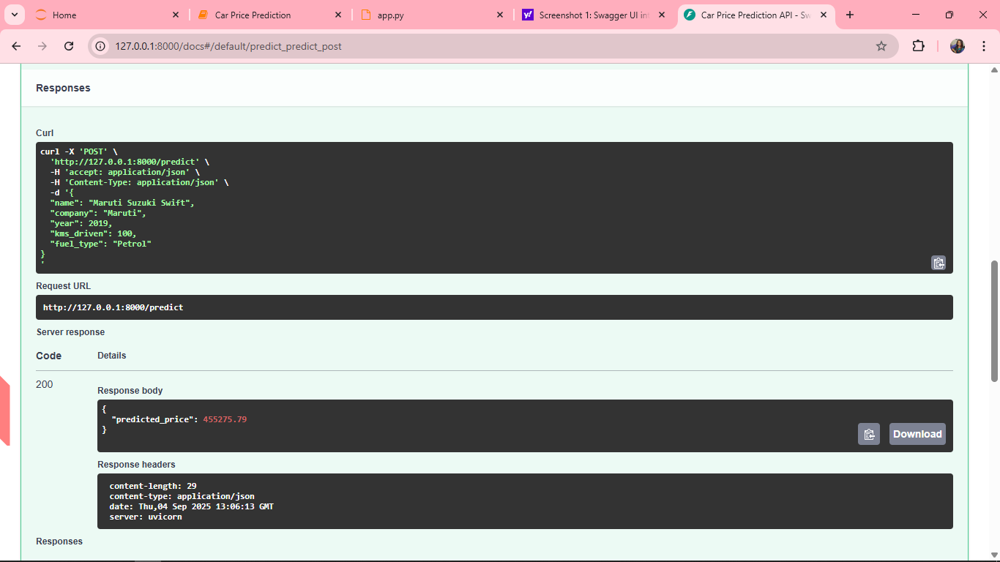 Home
Car Price Prediction
app.py
Screenshot 1: Swagger UI in
Car Price Prediction API - Sw
127.0.0.1:8000/docs#/default/predict_predict_post
Responses
Curl
curl -X 'POST' \
'http://127.0.0.1:8000/predict' \
-H 'accept: application/json' \
-H 'Content-Type: application/json' \
-d '{
"name": "Maruti Suzuki Swift",
"company": "Maruti",
"year": 2019,
"kms_driven": 100,
"fuel_type": "Petrol"
}
'
Request URL
http://127.0.0.1:8000/predict
Server response
Code Details
200
Response body
{
"predicted_price": 455275.79
}
Download
Response headers
content-length: 29
content-type: application/json
date: Thu,04 Sep 2025 13:06:13 GMT
server: uvicorn
Responses